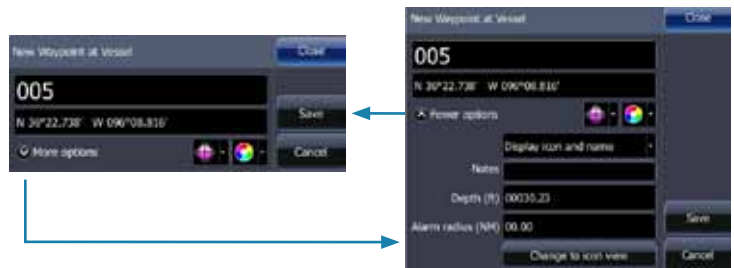 New Waypoint at Vessel Close
005
N 36°22.738' W 096°08.816'
Save
More options
Cancel
New Waypoint at Vessel Close
005
N 36°22.738' W 096°08.816'
Fewer options
Display icon and name
Notes
Depth (ft) 00030.23
Alarm radius (NM) 00.00
Save
Change to icon view Cancel